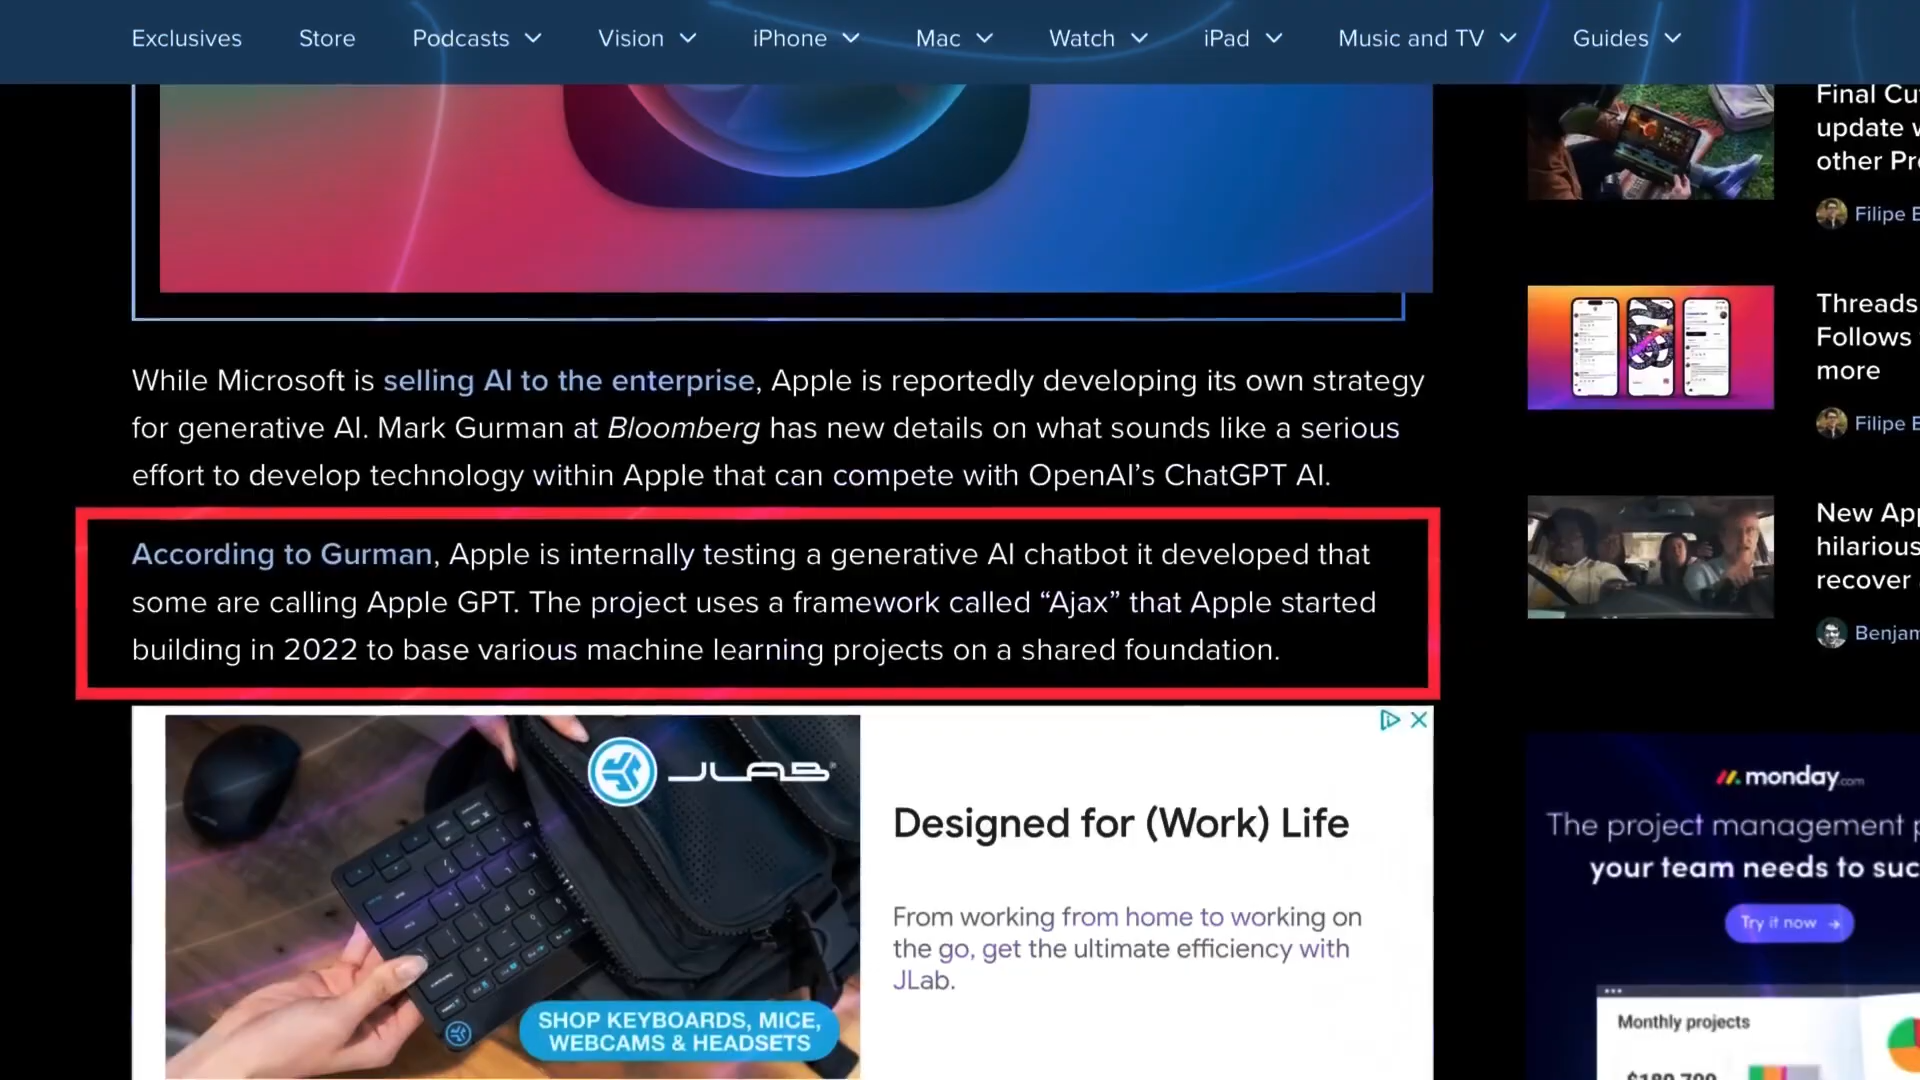 Exclusives Store Podcasts Vision iPhone Mac Watch iPad Music and TV Guides
While Microsoft is selling AI to the enterprise, Apple is reportedly developing its own strategy
for generative AI. Mark Gurman at Bloomberg has new details on what sounds like a serious
effort to develop technology within Apple that can compete with OpenAI’s ChatGPT AI.
According to Gurman, Apple is internally testing a generative AI chatbot it developed that
some are calling Apple GPT. The project uses a framework called “Ajax” that Apple started
building in 2022 to base various machine learning projects on a shared foundation.
JLAB
SHOP KEYBOARDS, MICE,
WEBCAMS & HEADSETS
Designed for (Work) Life
From working from home to working on
the go, get the ultimate efficiency with
JLab.
Final Cu
update w
other Pr
Filipe E
Threads
Follows
more
Filipe E
New App
hilarious
recover
Benjam
monday.com
The project management p
your team needs to suc
Try it now
Monthly projects